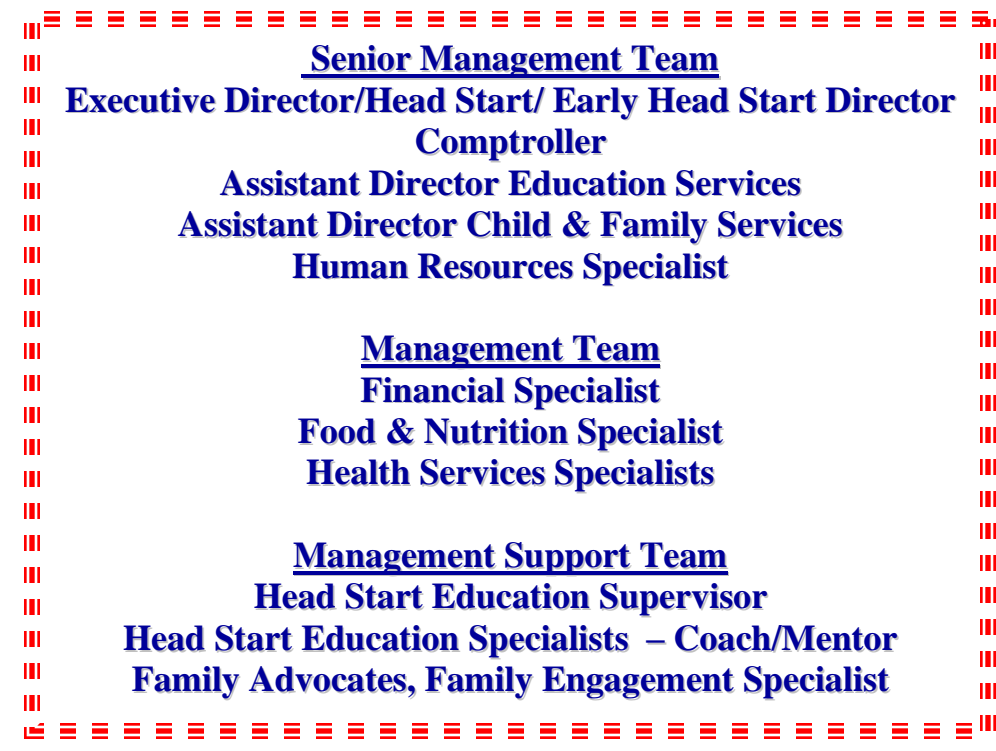 Senior Management Team
Executive Director/Head Start/ Early Head Start Director
Comptroller
Assistant Director Education Services
Assistant Director Child & Family Services
Human Resources Specialist
Management Team
Financial Specialist
Food & Nutrition Specialist
Health Services Specialists
Management Support Team
Head Start Education Supervisor
Head Start Education Specialists – Coach/Mentor
Family Advocates, Family Engagement Specialist